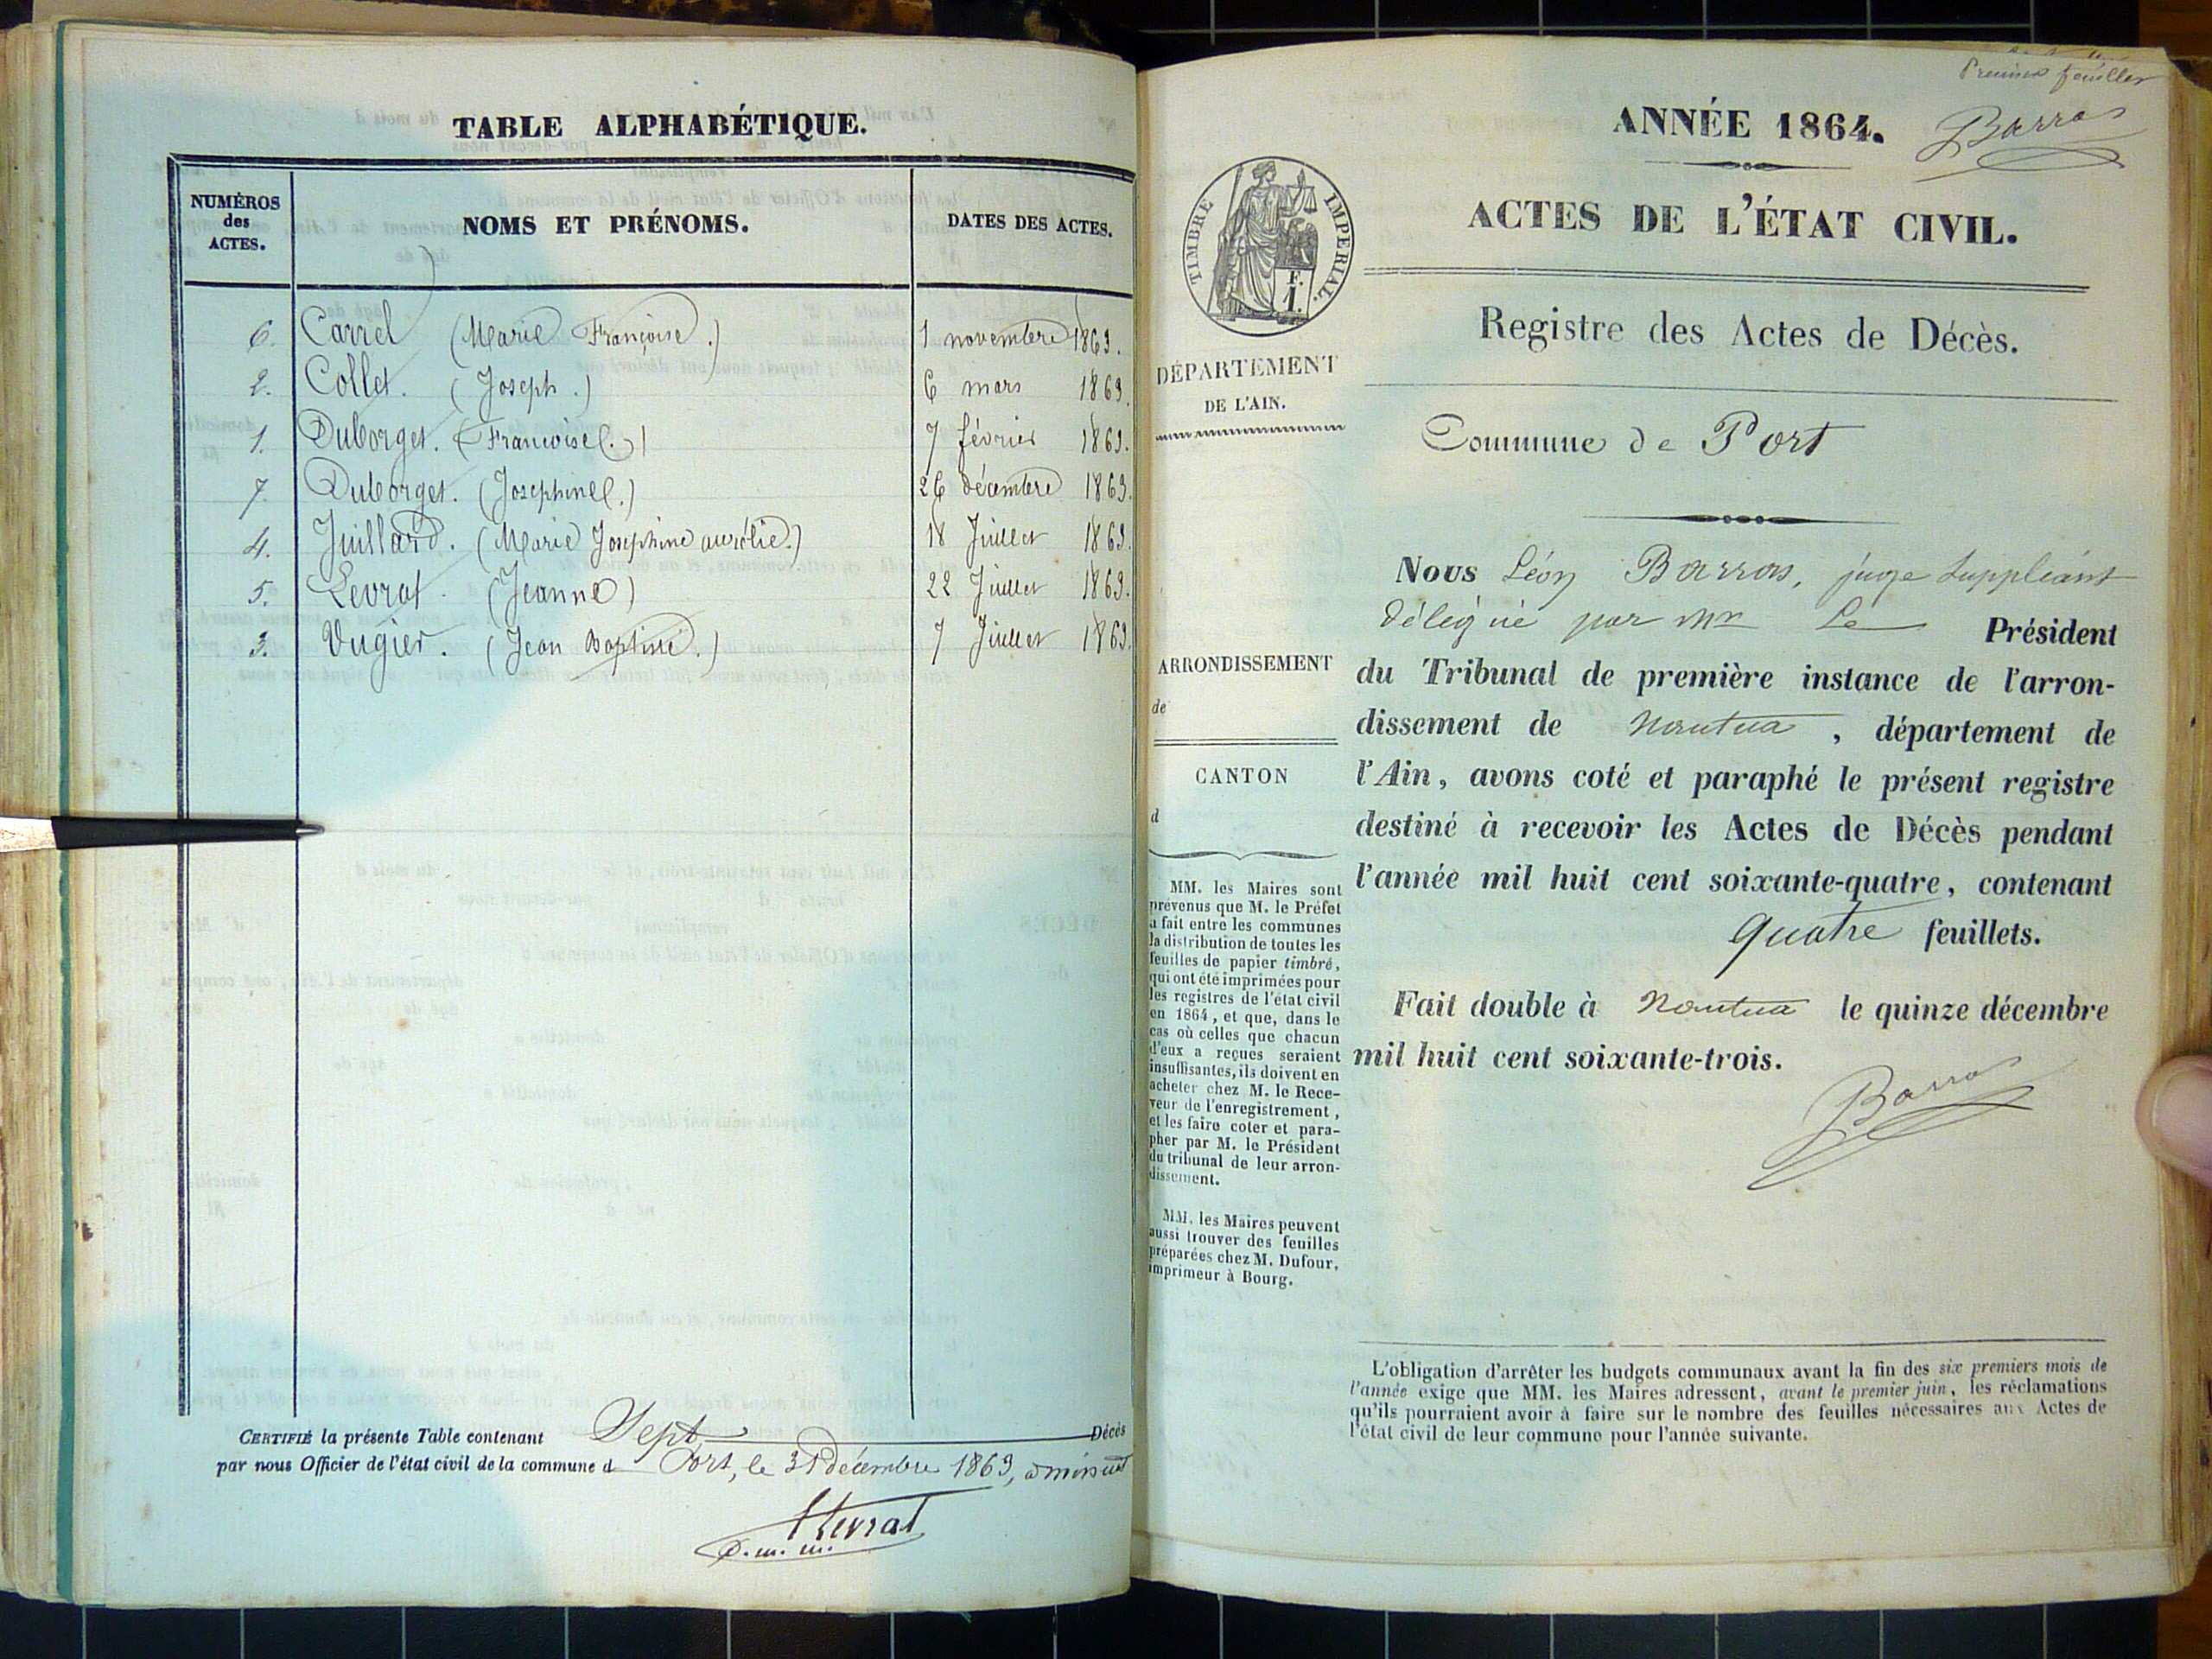 TABLE ALPHABÉTIQUE.
NUMÉROS
des
ACTES.
NOMS ET PRÉNOMS.
DATES DES ACTES.
6. Carrel (Marie Françoise.) 1 novembre 1863.
2. Collet. (Joseph.) 6 mars 1863.
1. Duborget. (Francoise.) 7 février 1863.
7. Duborget. (Josephine.) 26 décembre 1863.
4. Juillard. (Marie Josephine aurélie.) 18 Juillet 1863.
5. Levrat. (Jeanne) 22 Juillet 1863.
3. Vugier. (Jean Baptiste.) 7 Juillet 1863.
CERTIFIÉ la présente Table contenant Sept Décès
par nous Officier de l'état civil de la commune d Port, le 31 décembre 1863, à minuit
Levrat
Premier feuillet
Barras
ANNÉE 1864.
ACTES DE L'ÉTAT CIVIL.
TIMBRE IMPÉRIAL.
F.
1.
Registre des Actes de Décès.
DÉPARTEMENT
DE L'AIN.
Commune de Port
Nous Léon Barras, juge Suppléant
délégué par Mr Le Président
du Tribunal de première instance de l'arron-
dissement de Nantua, département de
l'Ain, avons coté et paraphé le présent registre
destiné à recevoir les Actes de Décès pendant
l'année mil huit cent soixante-quatre, contenant
quatre feuillets.
Fait double à Nantua le quinze décembre
mil huit cent soixante-trois.
Barras
ARRONDISSEMENT
de
CANTON
d
MM. les Maires sont
prévenus que M. le Préfet
a fait entre les communes
la distribution de toutes les
feuilles de papier timbré,
qui ont été imprimées pour
les registres de l'état civil
en 1864, et que, dans le
cas où celles que chacun
d'eux a reçues seraient
insuffisantes, ils doivent en
acheter chez M. le Rece-
veur de l'enregistrement,
et les faire coter et para-
pher par M. le Président
du tribunal de leur arron-
dissement.
MM. les Maires peuvent
aussi trouver des feuilles
préparées chez M. Dufour,
imprimeur à Bourg.
L'obligation d'arrêter les budgets communaux avant la fin des six premiers mois de
l'année exige que MM. les Maires adressent, avant le premier juin, les réclamations
qu'ils pourraient avoir à faire sur le nombre des feuilles nécessaires aux Actes de
l'état civil de leur commune pour l'année suivante.